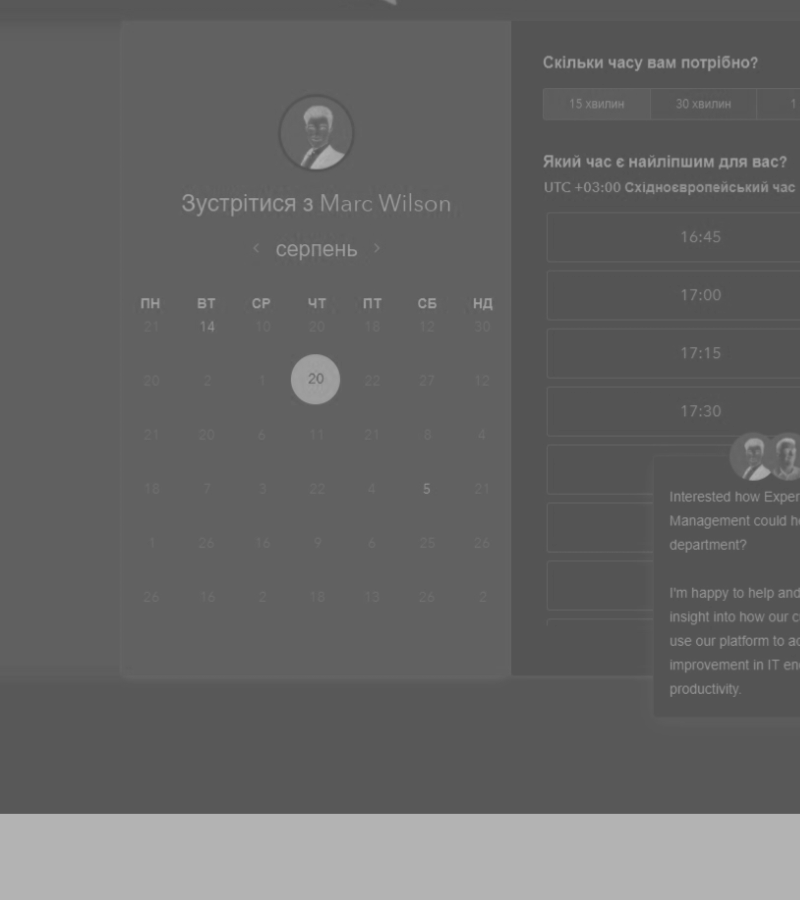 Зустрітися з Marc Wilson
< серпень >
ПН ВТ СР ЧТ ПТ СБ НД
21 14 10 20 18 12 30
20 2 1 20 22 27 12
31 20 6 11 21 8 4
18 7 3 22 4 5 21
1 26 16 9 6 25 26
26 16 2 18 13 26 2
Скільки часу вам потрібно?
15 хвилин 30 хвилин 1
Який час є найліпшим для вас?
UTC +03:00 Східноєвропейський час
16:45
17:00
17:15
17:30
Interested how Exper
Management could he
department?
I'm happy to help and
insight into how our c
use our platform to ac
improvement in IT en
productivity.